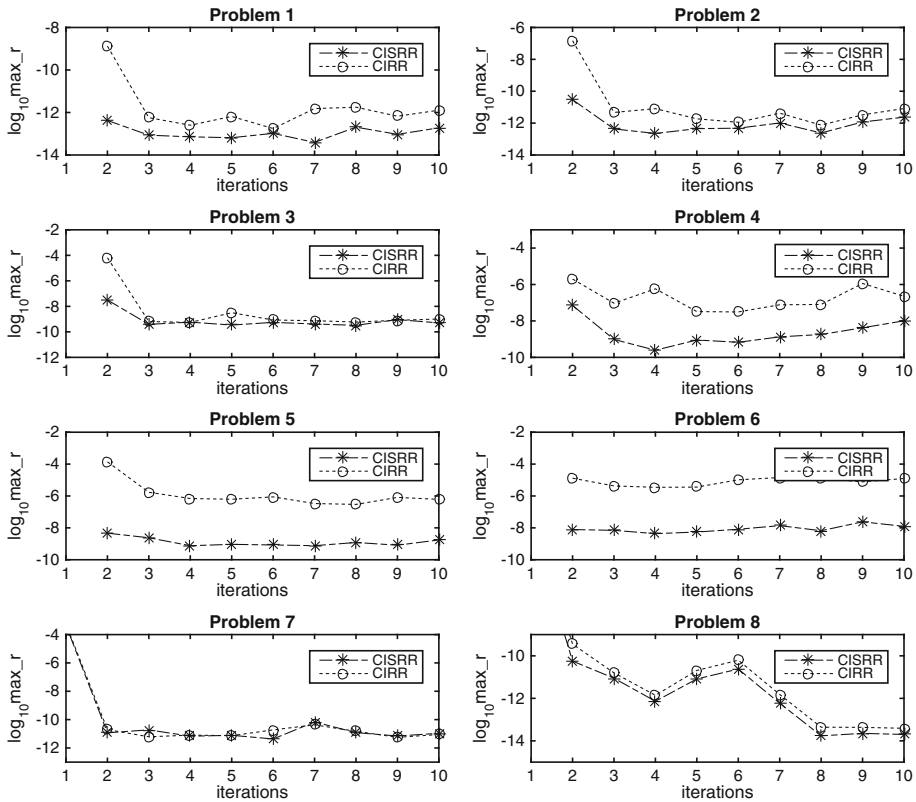 Problem 1
-8
-10
-12
-14
log10max_r
CISRR
CIRR
1 2 3 4 5 6 7 8 9 10
iterations
Problem 2
-6
-8
-10
-12
-14
log10max_r
CISRR
CIRR
1 2 3 4 5 6 7 8 9 10
iterations
Problem 3
-2
-4
-6
-8
-10
-12
log10max_r
CISRR
CIRR
1 2 3 4 5 6 7 8 9 10
iterations
Problem 4
-4
-6
-8
-10
log10max_r
CISRR
CIRR
1 2 3 4 5 6 7 8 9 10
iterations
Problem 5
-2
-4
-6
-8
-10
log10max_r
CISRR
CIRR
1 2 3 4 5 6 7 8 9 10
iterations
Problem 6
-2
-4
-6
-8
-10
log10max_r
CISRR
CIRR
1 2 3 4 5 6 7 8 9 10
iterations
Problem 7
-4
-6
-8
-10
-12
log10max_r
CISRR
CIRR
1 2 3 4 5 6 7 8 9 10
iterations
Problem 8
-10
-12
-14
log10max_r
CISRR
CIRR
1 2 3 4 5 6 7 8 9 10
iterations